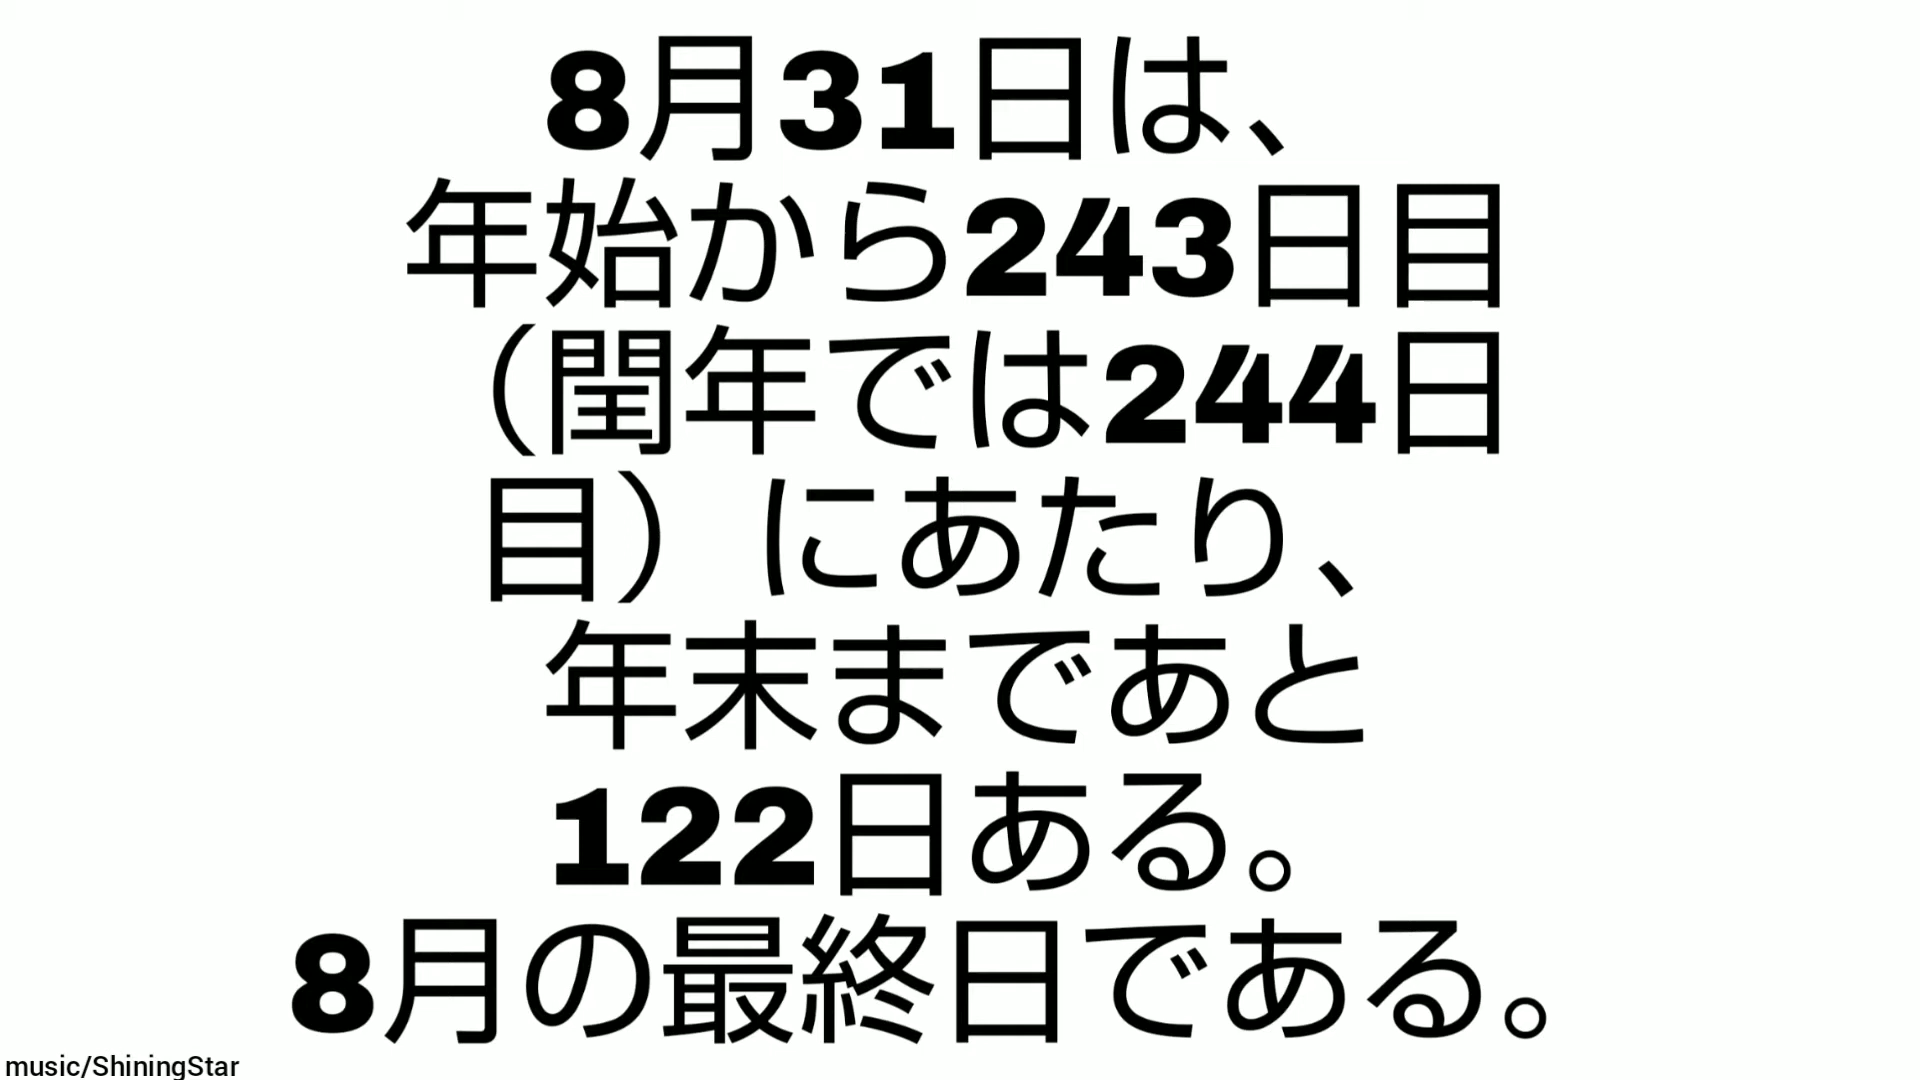 8月31日は、
年始から243日目
（閏年では244日
目）にあたり、
年末まであと
122日ある。
8月の最終日である。
music/ShiningStar